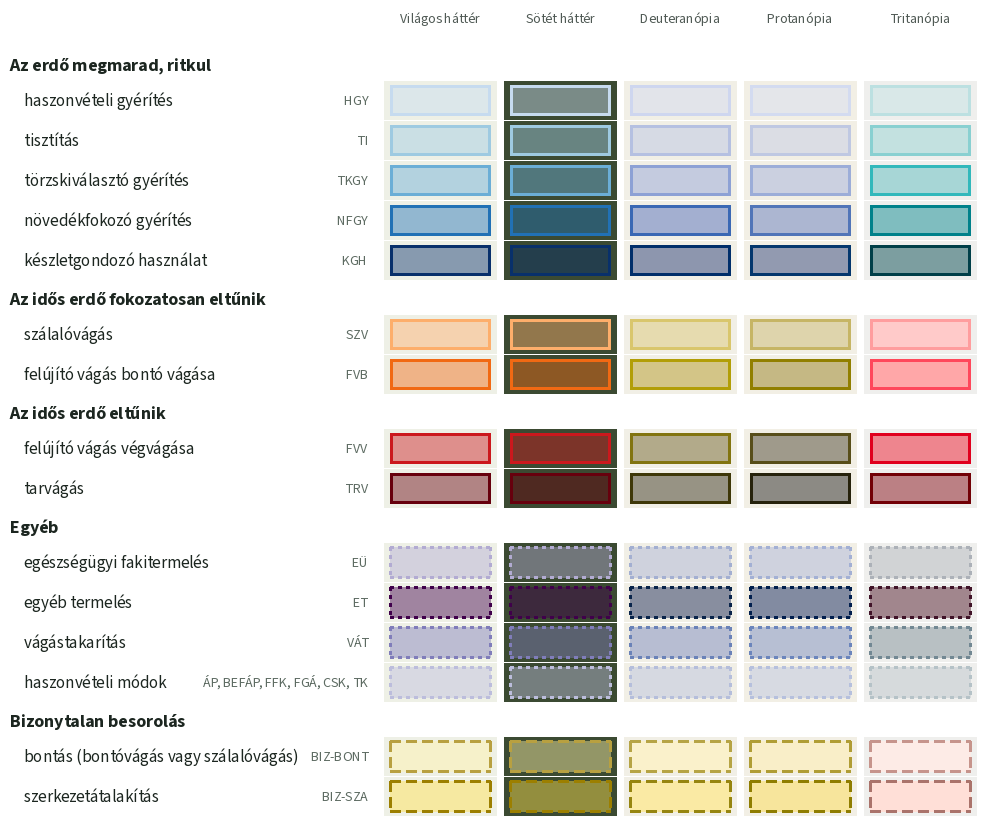 Világos háttér Sötét háttér Deuteranópia Protanópia Tritanópia
Az erdő megmarad, ritkul
haszonvételi gyérítés HGY
tisztítás TI
törzskiválasztó gyérítés TKGY
növedékfokozó gyérítés NFGY
készletgondozó használat KGH
Az idős erdő fokozatosan eltűnik
szálalóvágás SZV
felújító vágás bontó vágása FVB
Az idős erdő eltűnik
felújító vágás végvágása FVV
tarvágás TRV
Egyéb
egészségügyi fakitermelés EÜ
egyéb termelés ET
vágástakarítás VÁT
haszonvételi módok ÁP, BEFÁP, FFK, FGÁ, CSK, TK
Bizonytalan besorolás
bontás (bontóvágás vagy szálalóvágás) BIZ-BONT
szerkezetátalakítás BIZ-SZA